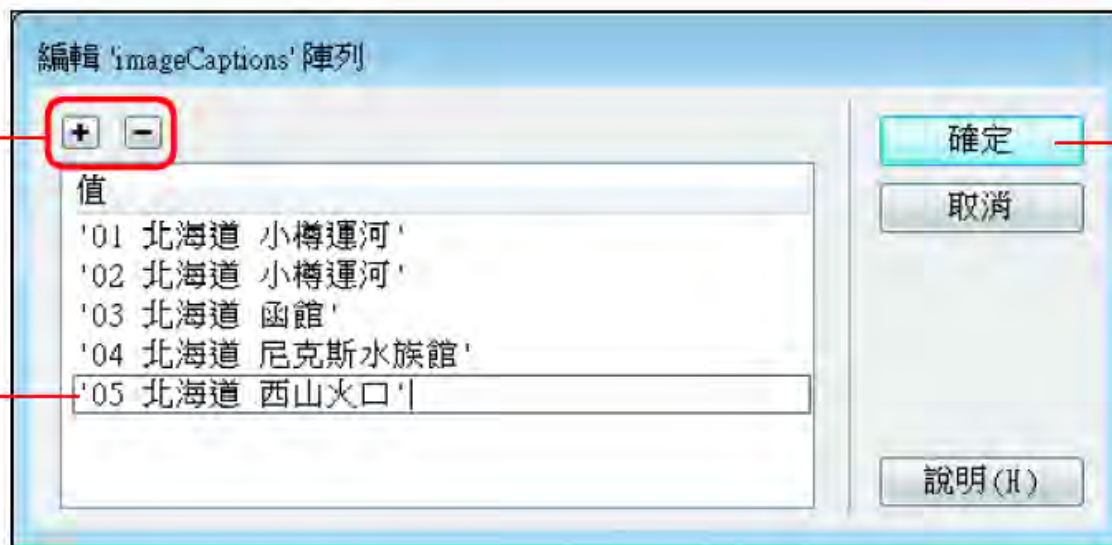 編輯 'imageCaptions' 陣列
+ −
確定
取消
值
'01 北海道 小樽運河'
'02 北海道 小樽運河'
'03 北海道 函館'
'04 北海道 尼克斯水族館'
'05 北海道 西山火口'
說明(H)